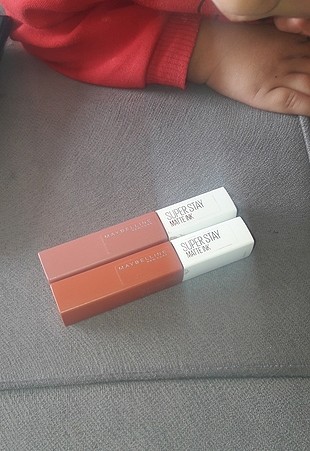 MAYBELLINE
SUPER STAY
MATTE INK
MAYBELLINE
SUPER STAY
MATTE INK